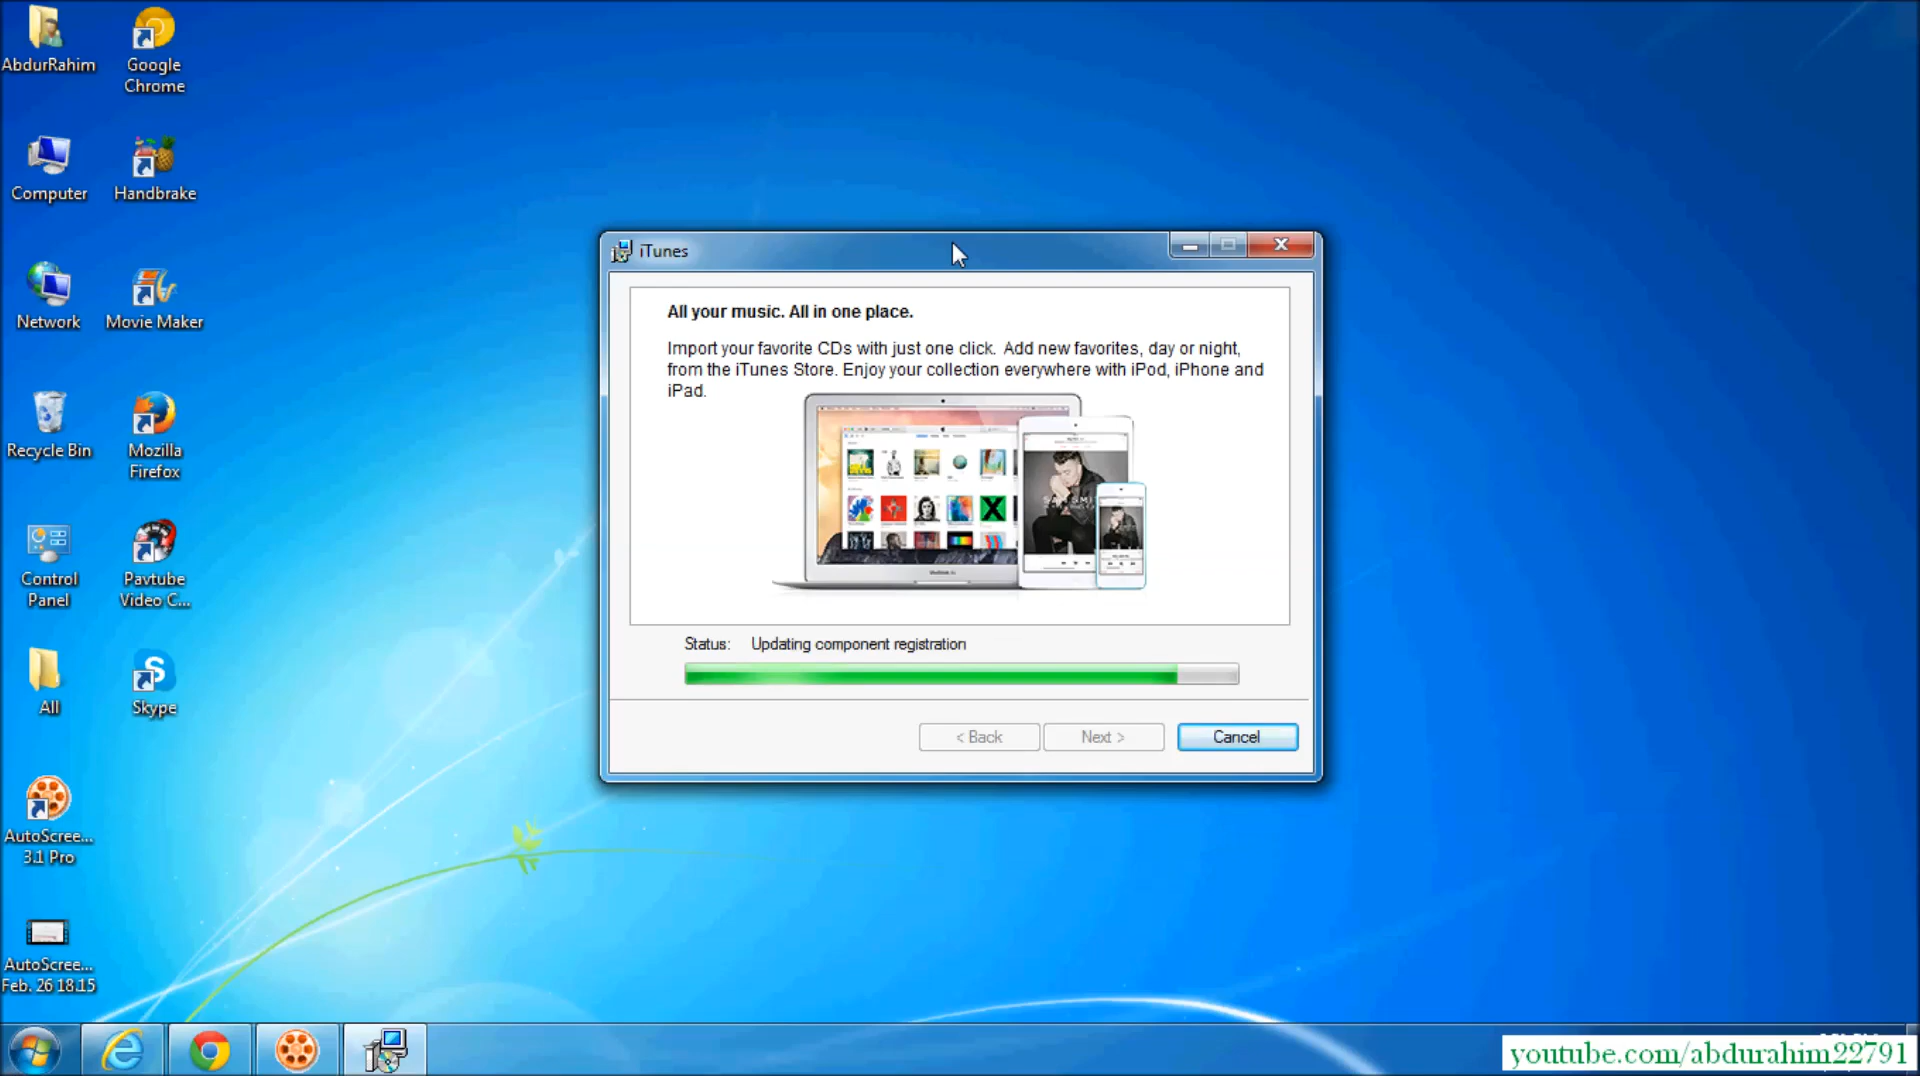 AbdurRahim
Google
Chrome
Computer
Handbrake
Network
Movie Maker
Recycle Bin
Mozilla
Firefox
Control
Panel
Pavtube
Video C...
All
Skype
AutoScree...
3.1 Pro
AutoScree...
Feb. 26 18.15
iTunes
All your music. All in one place.
Import your favorite CDs with just one click. Add new favorites, day or night,
from the iTunes Store. Enjoy your collection everywhere with iPod, iPhone and
iPad.
Status: Updating component registration
< Back
Next >
Cancel
youtube.com/abdurahim22791